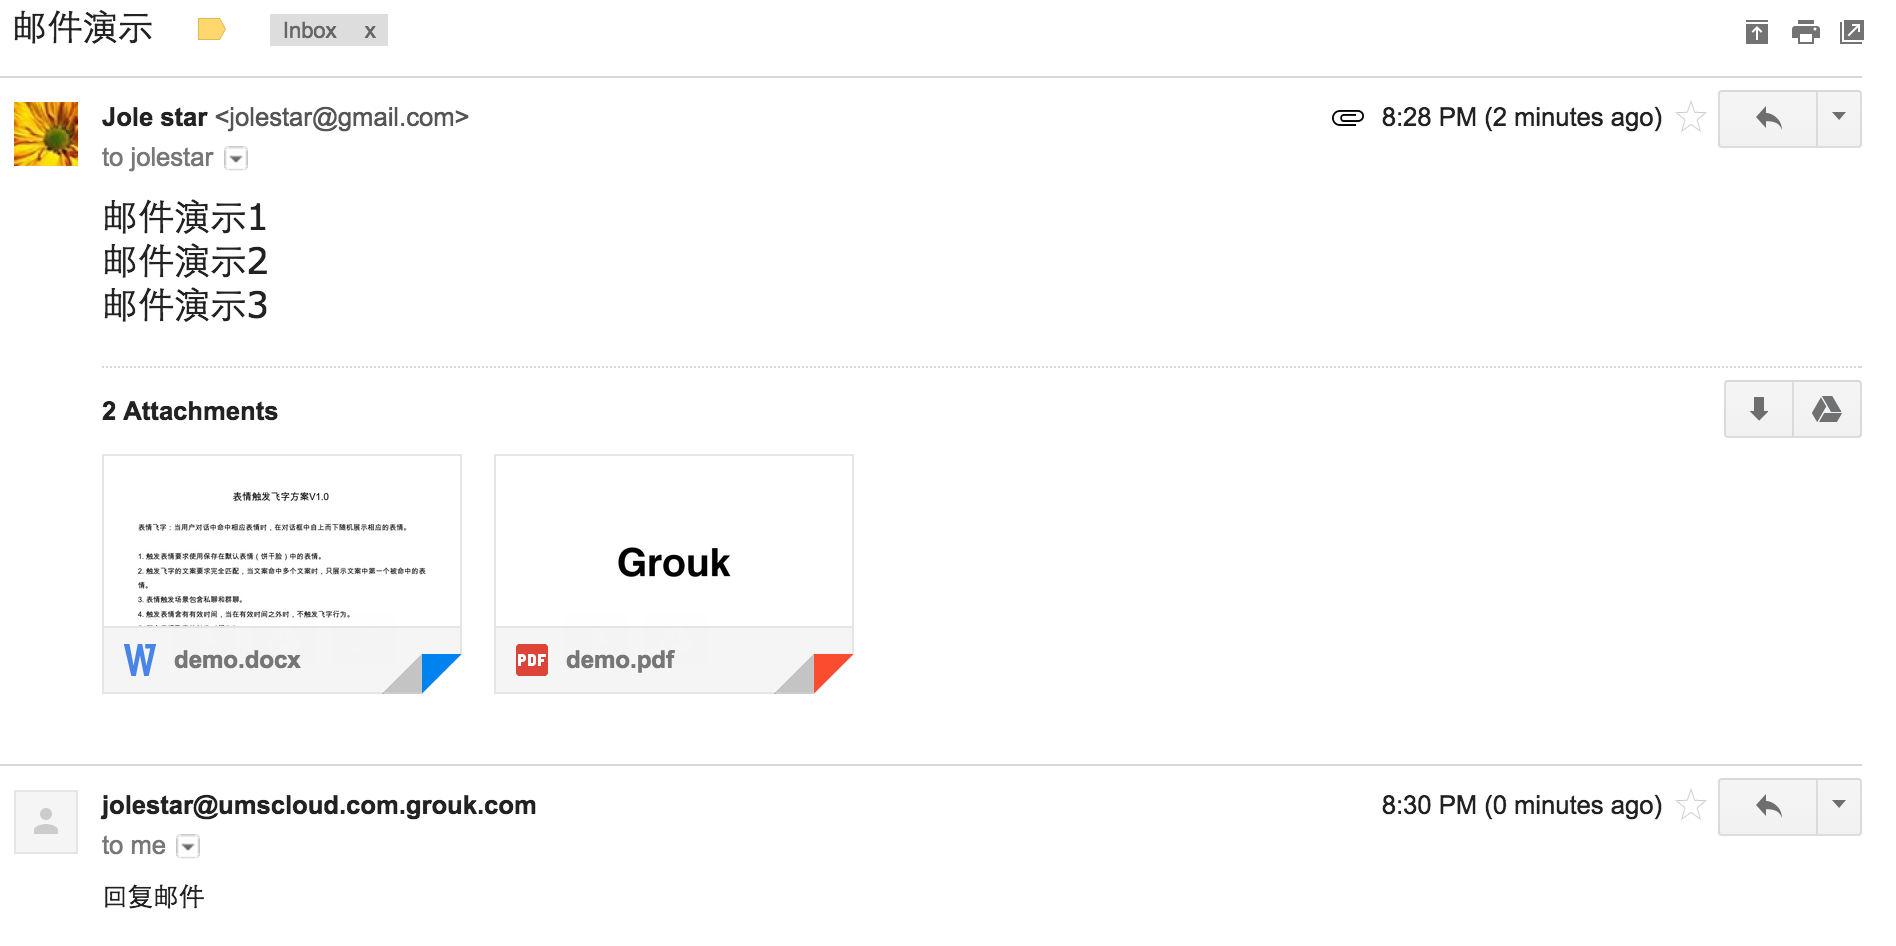 邮件演示
Inbox x
Jole star <jolestar@gmail.com>
8:28 PM (2 minutes ago)
to jolestar
邮件演示1
邮件演示2
邮件演示3
2 Attachments
表情触发飞字方案V1.0
表情飞字：当用户对话中命中相应表情时，在对话框中自上而下随机展示相应的表情。
1. 触发表情要求使用保存在默认表情（饼干脸）中的表情。
2. 触发飞字的文案要求完全匹配，当文案命中多个文案时，只展示文案中第一个被命中的表
情。
3. 表情触发场景包含私聊和群聊。
4. 触发表情含有有效时间，当在有效时间之外时，不触发飞字行为。
W demo.docx
Grouk
PDF demo.pdf
jolestar@umscloud.com.grouk.com
8:30 PM (0 minutes ago)
to me
回复邮件